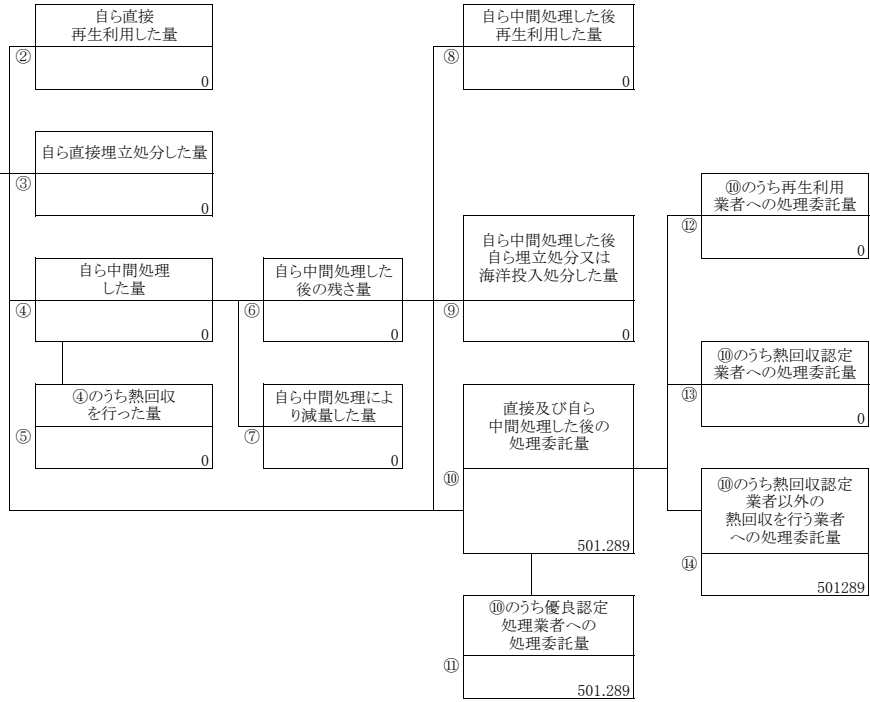 自ら直接
再生利用した量
②
0
自ら直接埋立処分した量
③
0
自ら中間処理
した量
④
0
④のうち熱回収
を行った量
⑤
0
自ら中間処理した
後の残さ量
⑥
0
自ら中間処理によ
り減量した量
⑦
0
自ら中間処理した後
再生利用した量
⑧
0
自ら中間処理した後
自ら埋立処分又は
海洋投入処分した量
⑨
0
直接及び自ら
中間処理した後の
処理委託量
⑩
501.289
⑩のうち優良認定
処理業者への
処理委託量
⑪
501.289
⑩のうち再生利用
業者への処理委託量
⑫
0
⑩のうち熱回収認定
業者への処理委託量
⑬
0
⑩のうち熱回収認定
業者以外の
熱回収を行う業者
への処理委託量
⑭
501289